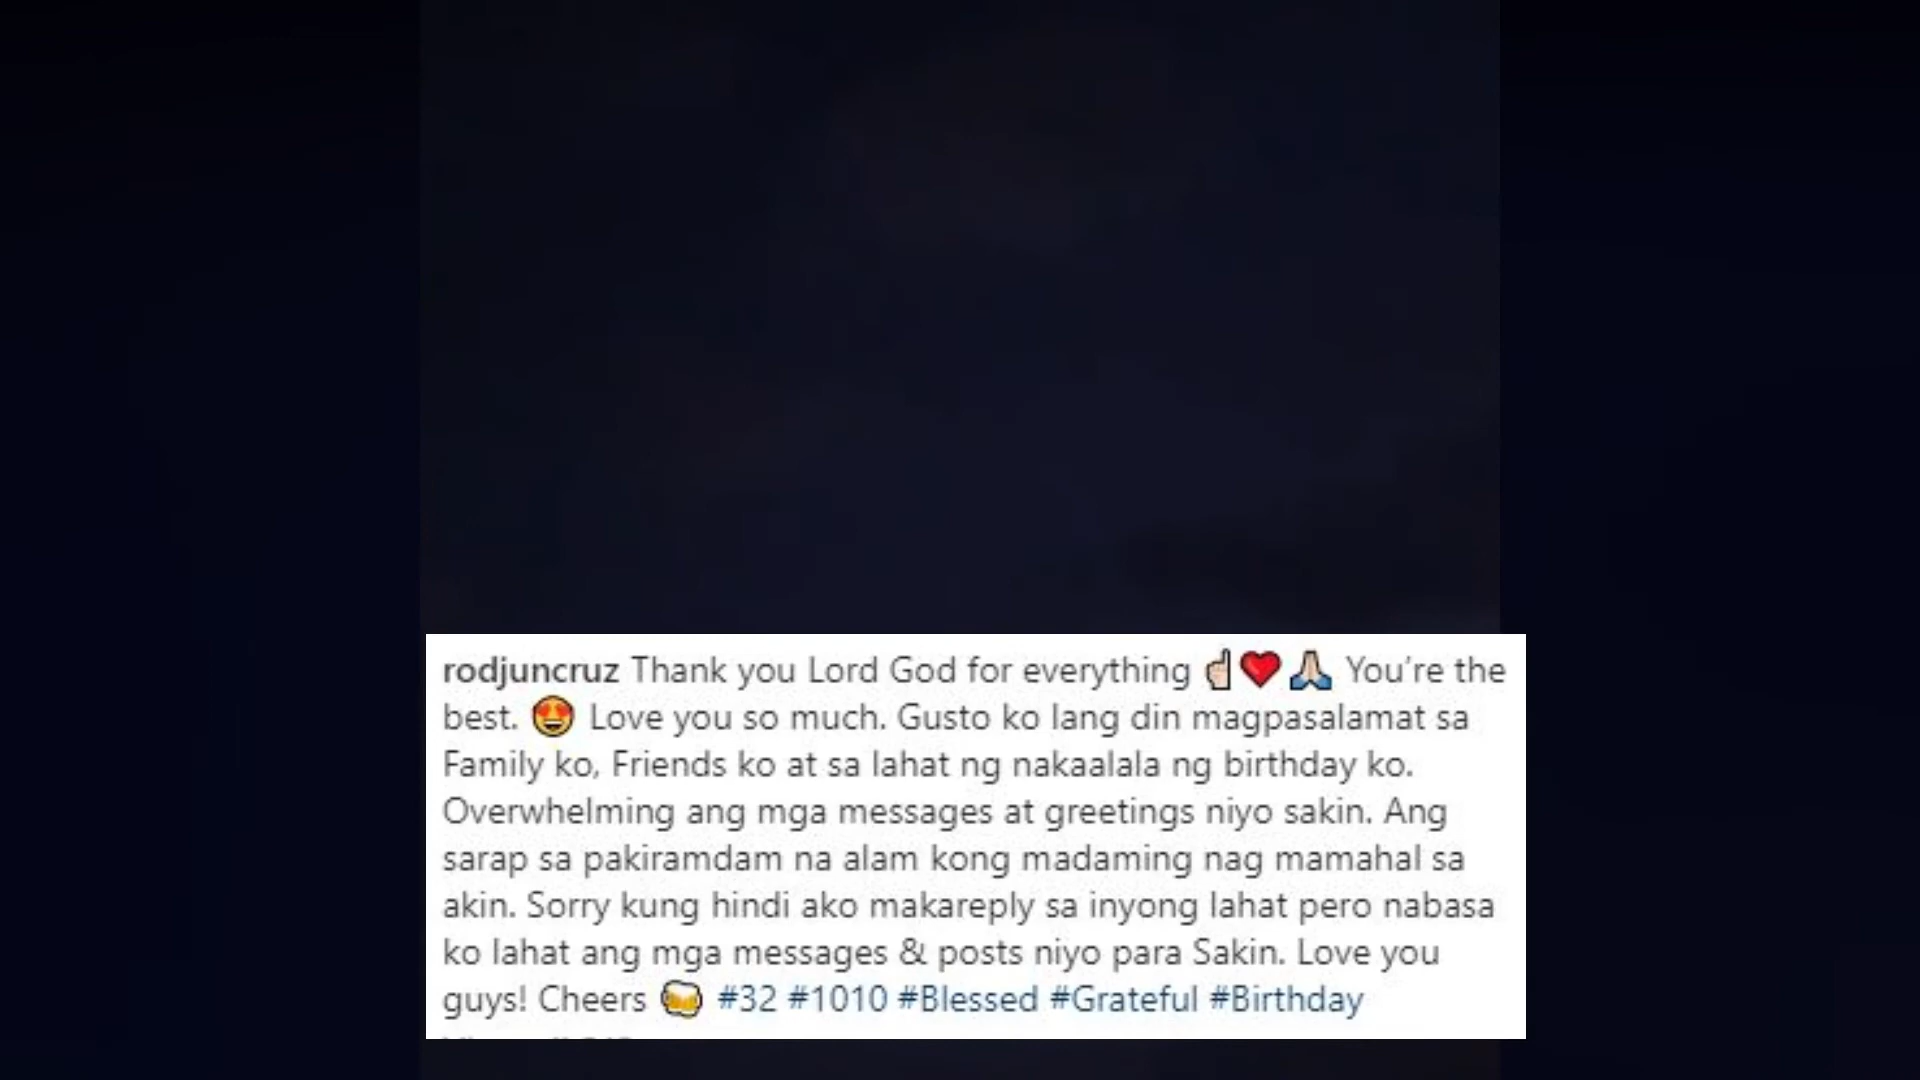 rodjuncruz Thank you Lord God for everything ☝🏻❤️🙏🏻 You're the
best. 😍 Love you so much. Gusto ko lang din magpasalamat sa
Family ko, Friends ko at sa lahat ng nakaalala ng birthday ko.
Overwhelming ang mga messages at greetings niyo sakin. Ang
sarap sa pakiramdam na alam kong madaming nag mamahal sa
akin. Sorry kung hindi ako makareply sa inyong lahat pero nabasa
ko lahat ang mga messages & posts niyo para Sakin. Love you
guys! Cheers 🍻 #32 #1010 #Blessed #Grateful #Birthday